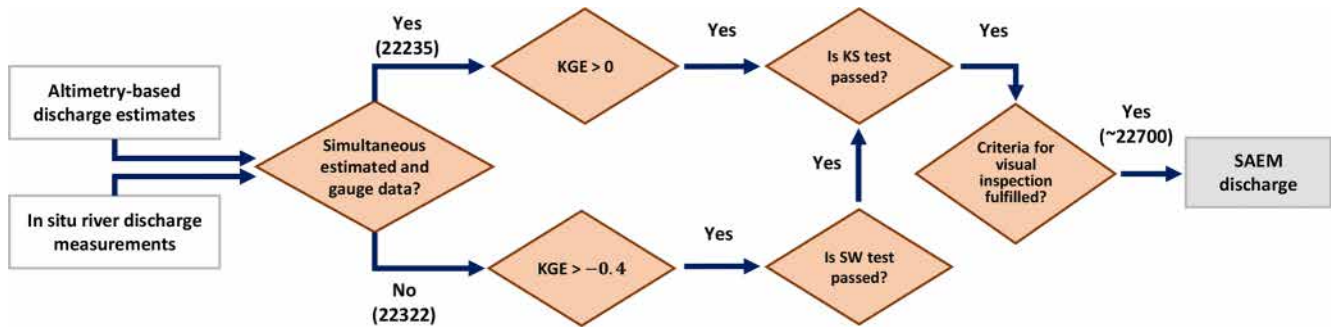 Altimetry-based
discharge estimates
In situ river discharge
measurements
Simultaneous
estimated and
gauge data?
Yes
(22235)
No
(22322)
KGE > 0
Yes
KGE > −0.4
Yes
Is SW test
passed?
Yes
Is KS test
passed?
Yes
Criteria for
visual
inspection
fulfilled?
Yes
(~22700)
SAEM
discharge